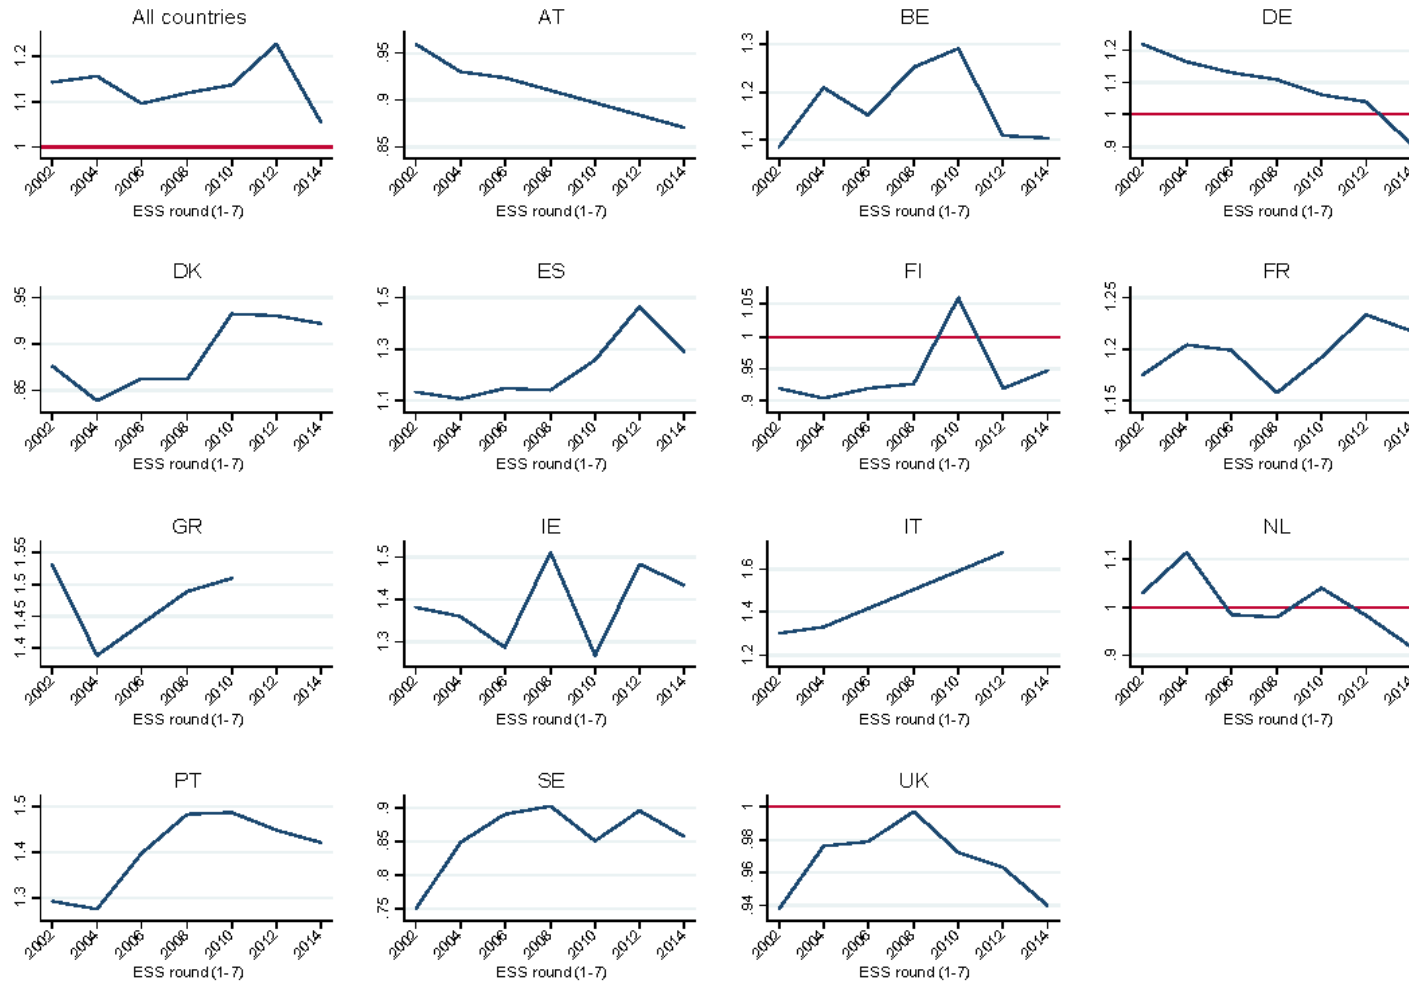 All countries AT BE DE
1 1.1 1.2
.85 .9 .95
1.1 1.2 1.3
.9 1 1.1 1.2
2002 2004 2006 2008 2010 2012 2014
2002 2004 2006 2008 2010 2012 2014
2002 2004 2006 2008 2010 2012 2014
2002 2004 2006 2008 2010 2012 2014
ESS round (1-7) ESS round (1-7) ESS round (1-7) ESS round (1-7)
DK ES FI FR
.85 .9 .95
1.1 1.3 1.5
.9 .95 1 1.05
1.15 1.2 1.25
2002 2004 2006 2008 2010 2012 2014
2002 2004 2006 2008 2010 2012 2014
2002 2004 2006 2008 2010 2012 2014
2002 2004 2006 2008 2010 2012 2014
ESS round (1-7) ESS round (1-7) ESS round (1-7) ESS round (1-7)
GR IE IT NL
1.4 1.45 1.5 1.55
1.3 1.4 1.5
1.2 1.4 1.6
.9 1 1.1
2002 2004 2006 2008 2010 2012 2014
2002 2004 2006 2008 2010 2012 2014
2002 2004 2006 2008 2010 2012 2014
2002 2004 2006 2008 2010 2012 2014
ESS round (1-7) ESS round (1-7) ESS round (1-7) ESS round (1-7)
PT SE UK
1.3 1.4 1.5
.75 .8 .85 .9
.94 .96 .98 1
2002 2004 2006 2008 2010 2012 2014
2002 2004 2006 2008 2010 2012 2014
2002 2004 2006 2008 2010 2012 2014
ESS round (1-7) ESS round (1-7) ESS round (1-7)